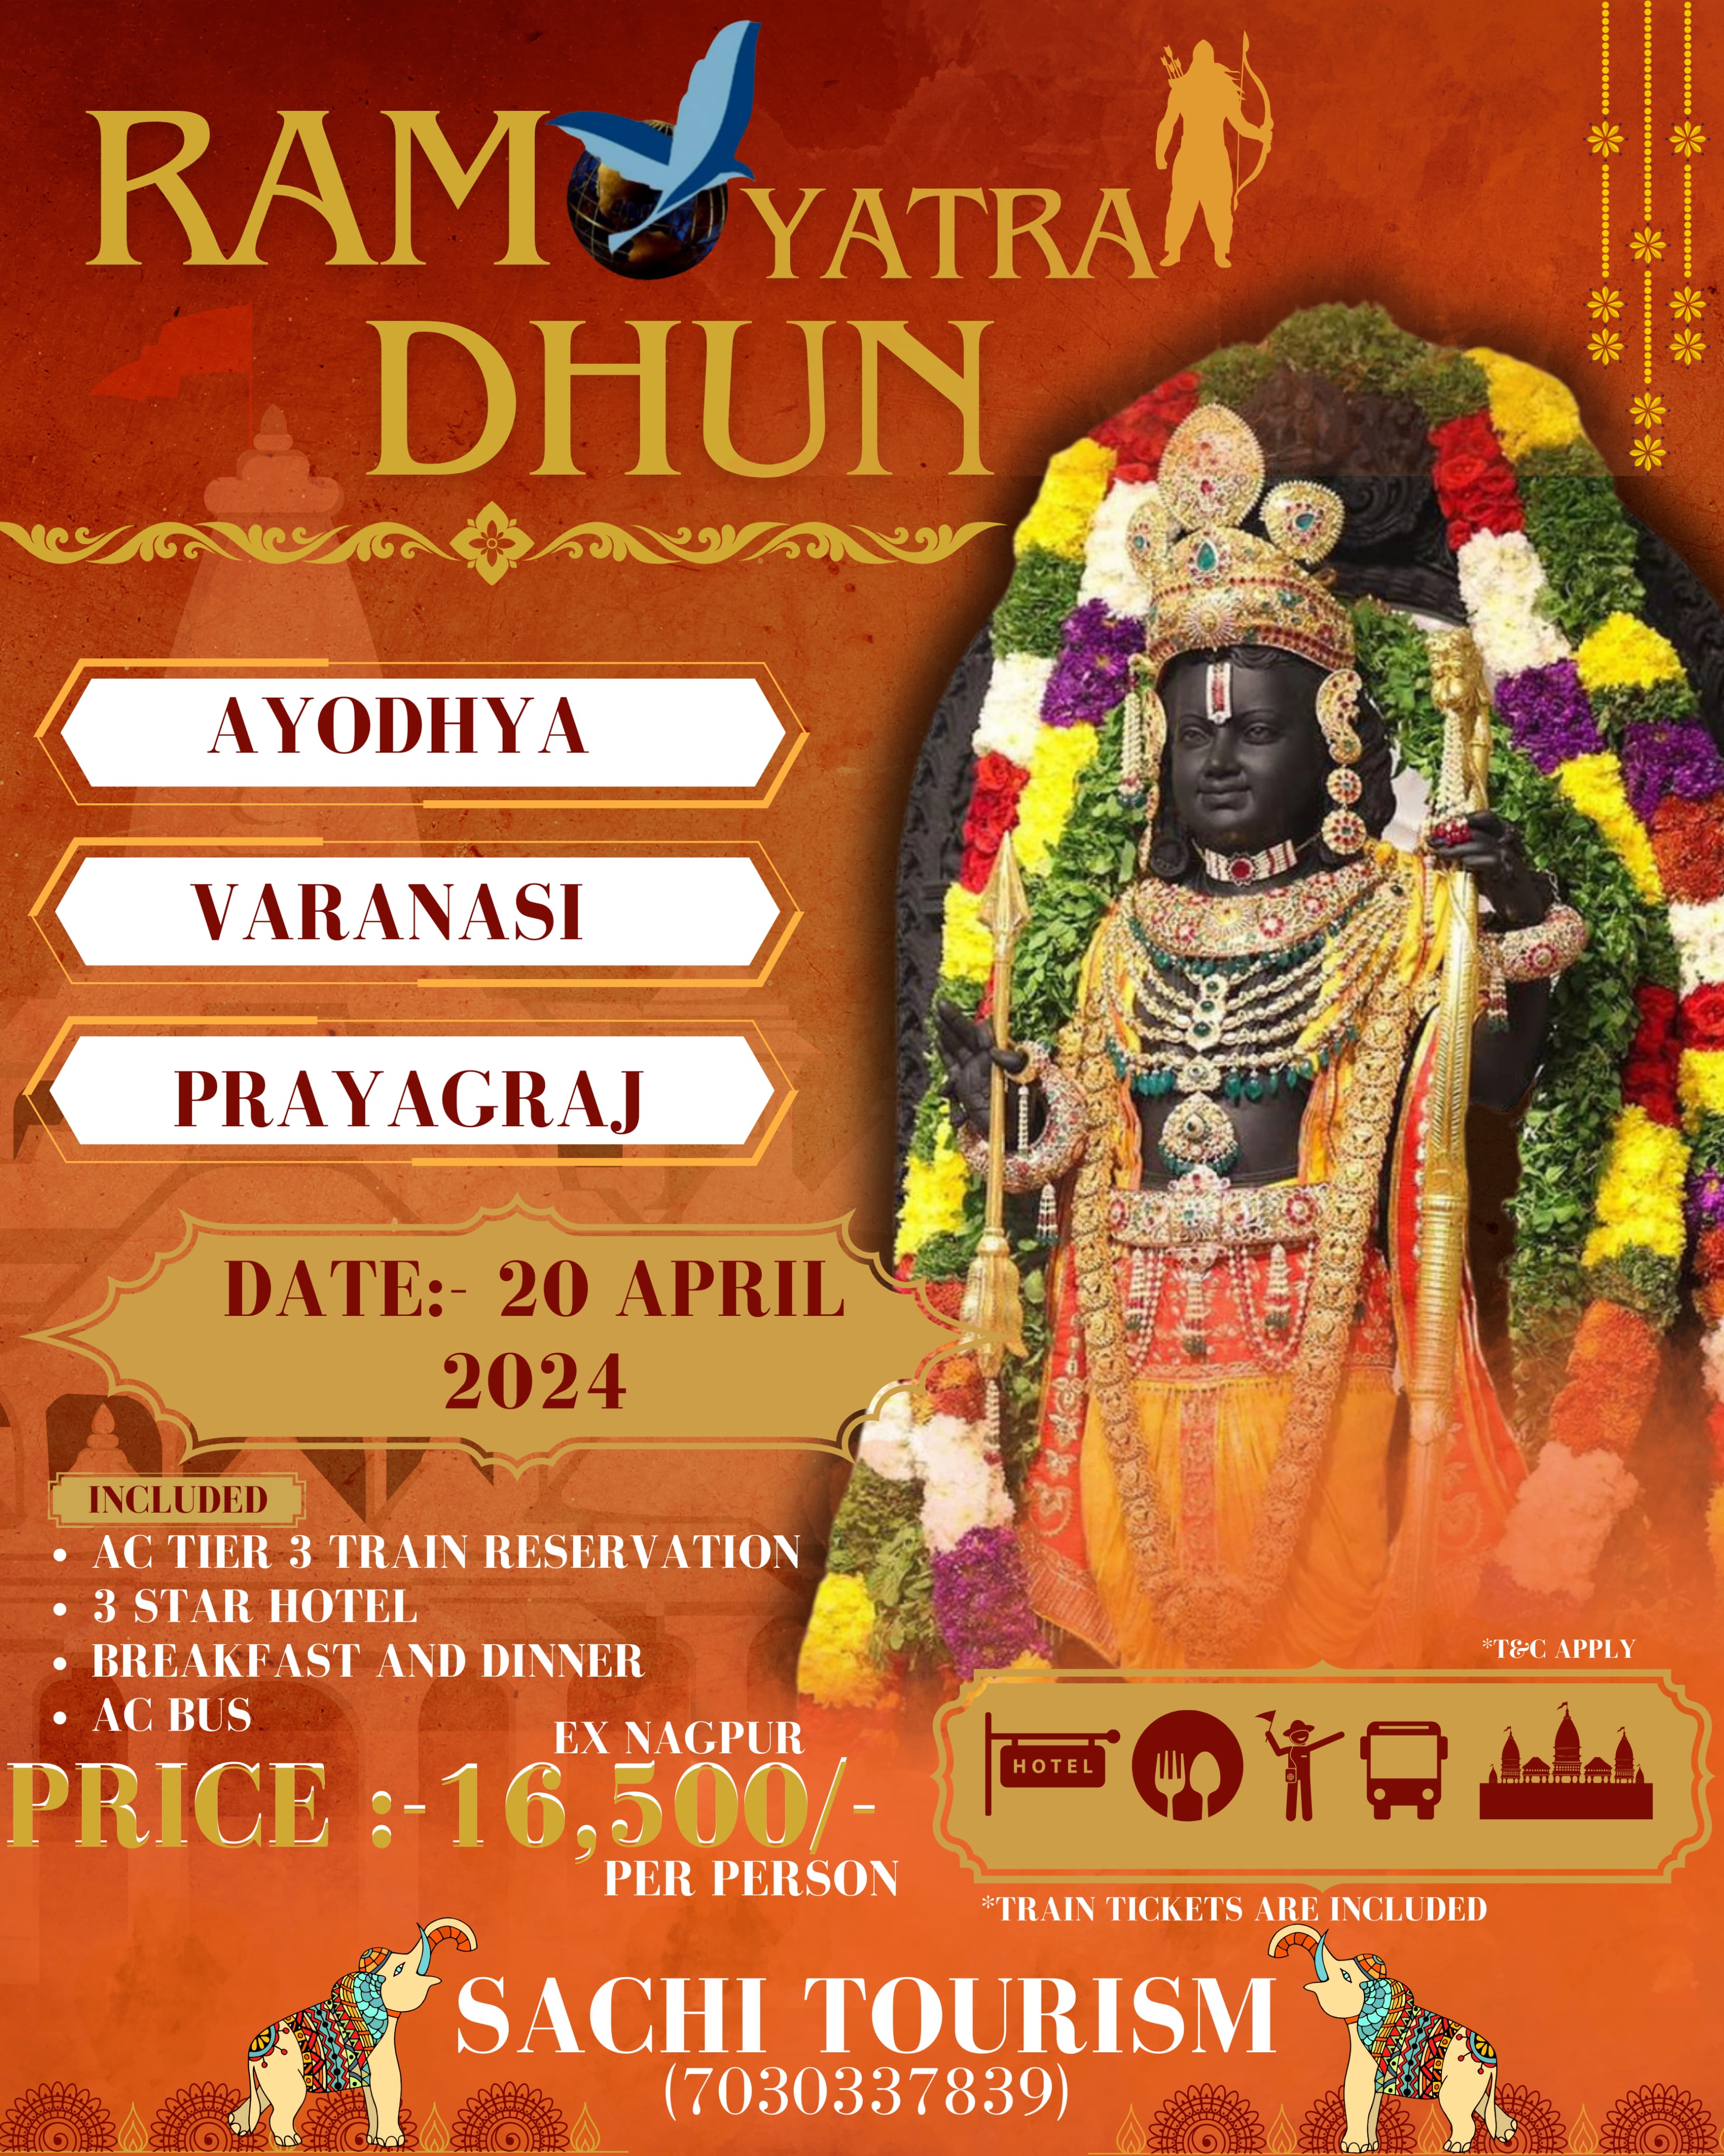 RAM YATRA
DHUN
AYODHYA
VARANASI
PRAYAGRAJ
DATE:- 20 APRIL
2024
INCLUDED
• AC TIER 3 TRAIN RESERVATION
• 3 STAR HOTEL
• BREAKFAST AND DINNER
• AC BUS
EX NAGPUR
PRICE :-16,500/-
PER PERSON
*T&C APPLY
HOTEL
*TRAIN TICKETS ARE INCLUDED
SACHI TOURISM
(7030337839)